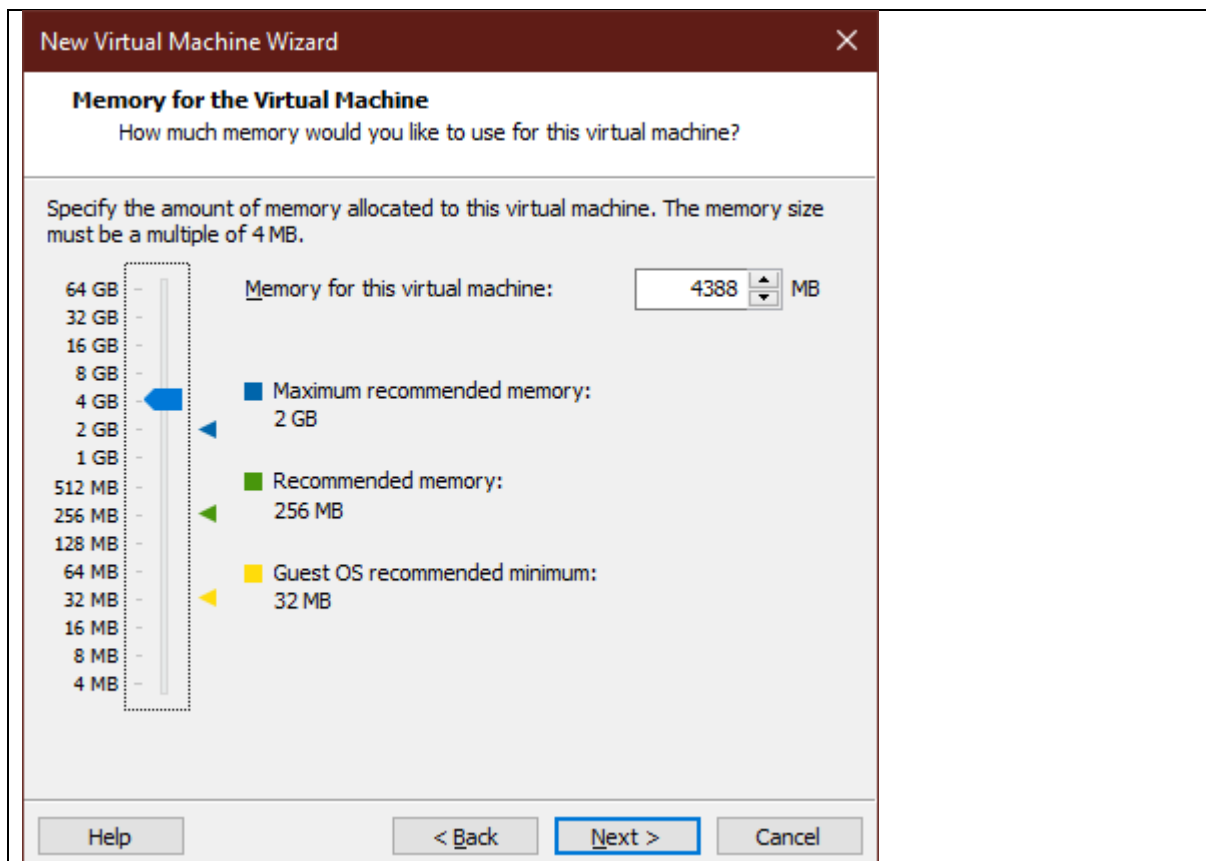 New Virtual Machine Wizard
Memory for the Virtual Machine
How much memory would you like to use for this virtual machine?
Specify the amount of memory allocated to this virtual machine. The memory size
must be a multiple of 4 MB.
64 GB
32 GB
16 GB
8 GB
4 GB
2 GB
1 GB
512 MB
256 MB
128 MB
64 MB
32 MB
16 MB
8 MB
4 MB
Memory for this virtual machine: 4388 MB
Maximum recommended memory:
2 GB
Recommended memory:
256 MB
Guest OS recommended minimum:
32 MB
Help < Back Next > Cancel